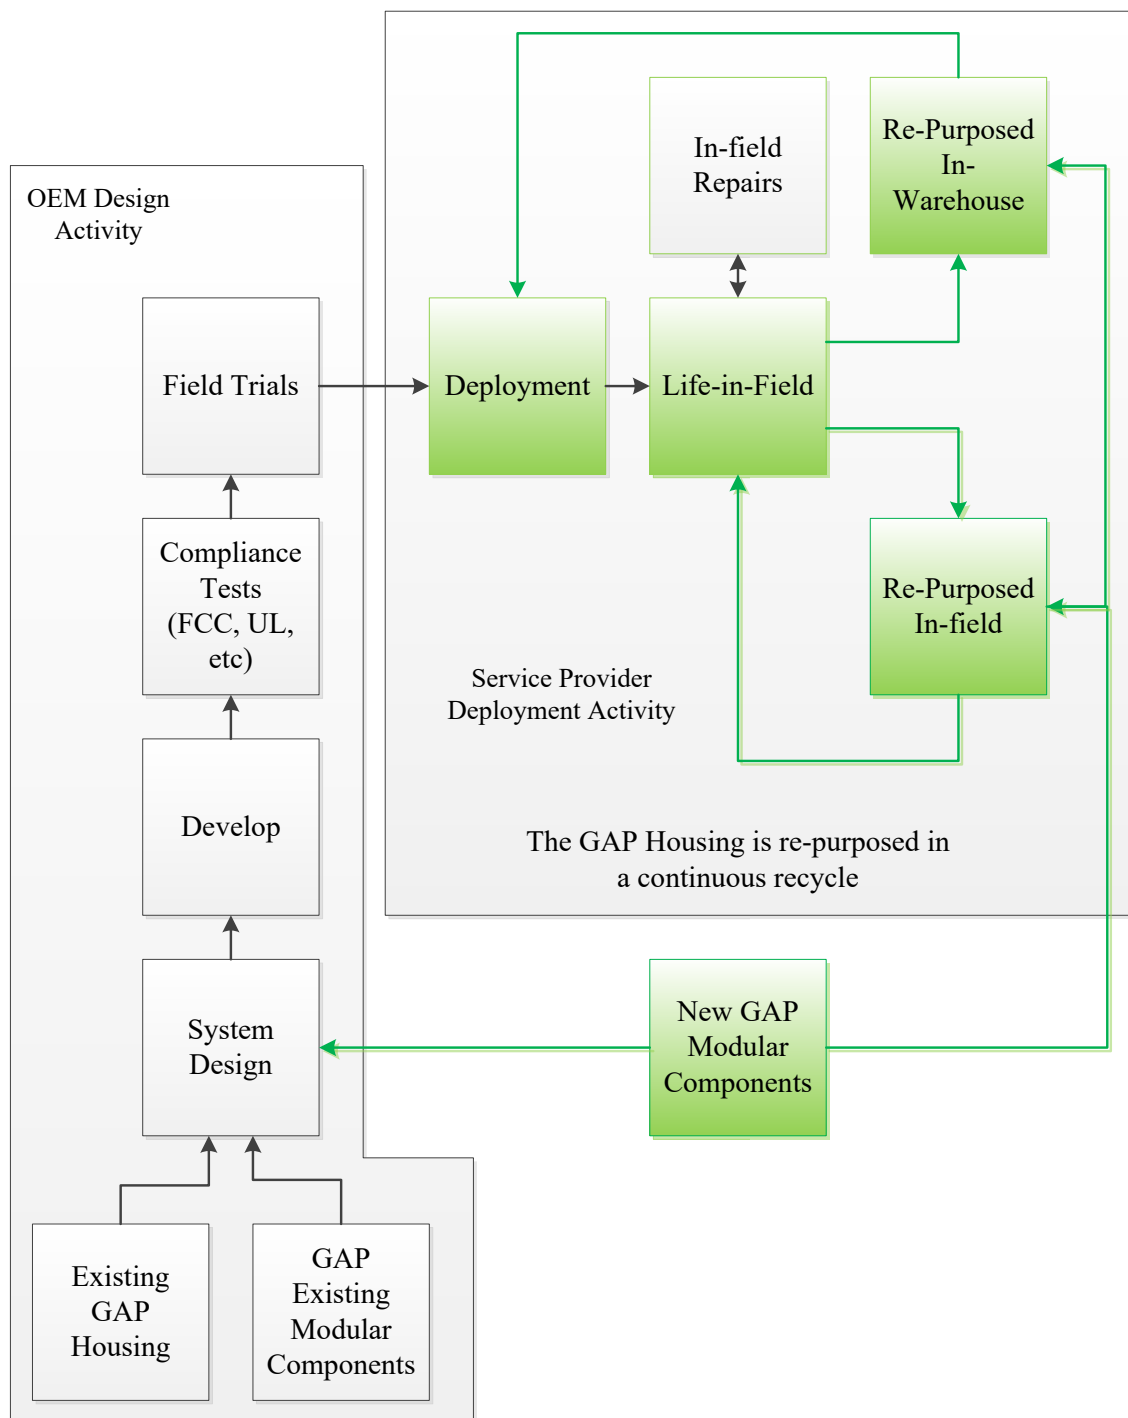 OEM Design
Activity
Field Trials
Compliance
Tests
(FCC, UL,
etc)
Develop
System
Design
Existing
GAP
Housing
GAP
Existing
Modular
Components
In-field
Repairs
Re-Purposed
In-
Warehouse
Deployment
Life-in-Field
Re-Purposed
In-field
Service Provider
Deployment Activity
The GAP Housing is re-purposed in
a continuous recycle
New GAP
Modular
Components